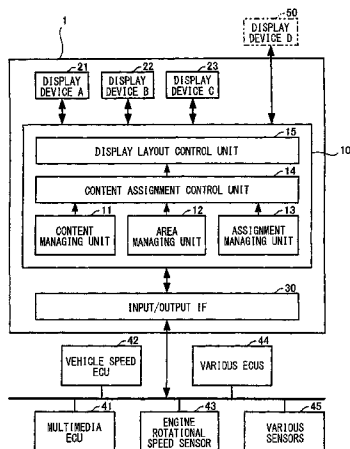 50
DISPLAY
DEVICE D
1
21
22
23
DISPLAY
DEVICE A
DISPLAY
DEVICE B
DISPLAY
DEVICE C
15
DISPLAY LAYOUT CONTROL UNIT
10
14
CONTENT ASSIGNMENT CONTROL UNIT
11
12
13
CONTENT
MANAGING UNIT
AREA
MANAGING UNIT
ASSIGNMENT
MANAGING UNIT
30
INPUT/OUTPUT IF
42
44
VEHICLE SPEED
ECU
VARIOUS ECUS
41
43
45
MULTIMEDIA
ECU
ENGINE
ROTATIONAL
SPEED SENSOR
VARIOUS
SENSORS